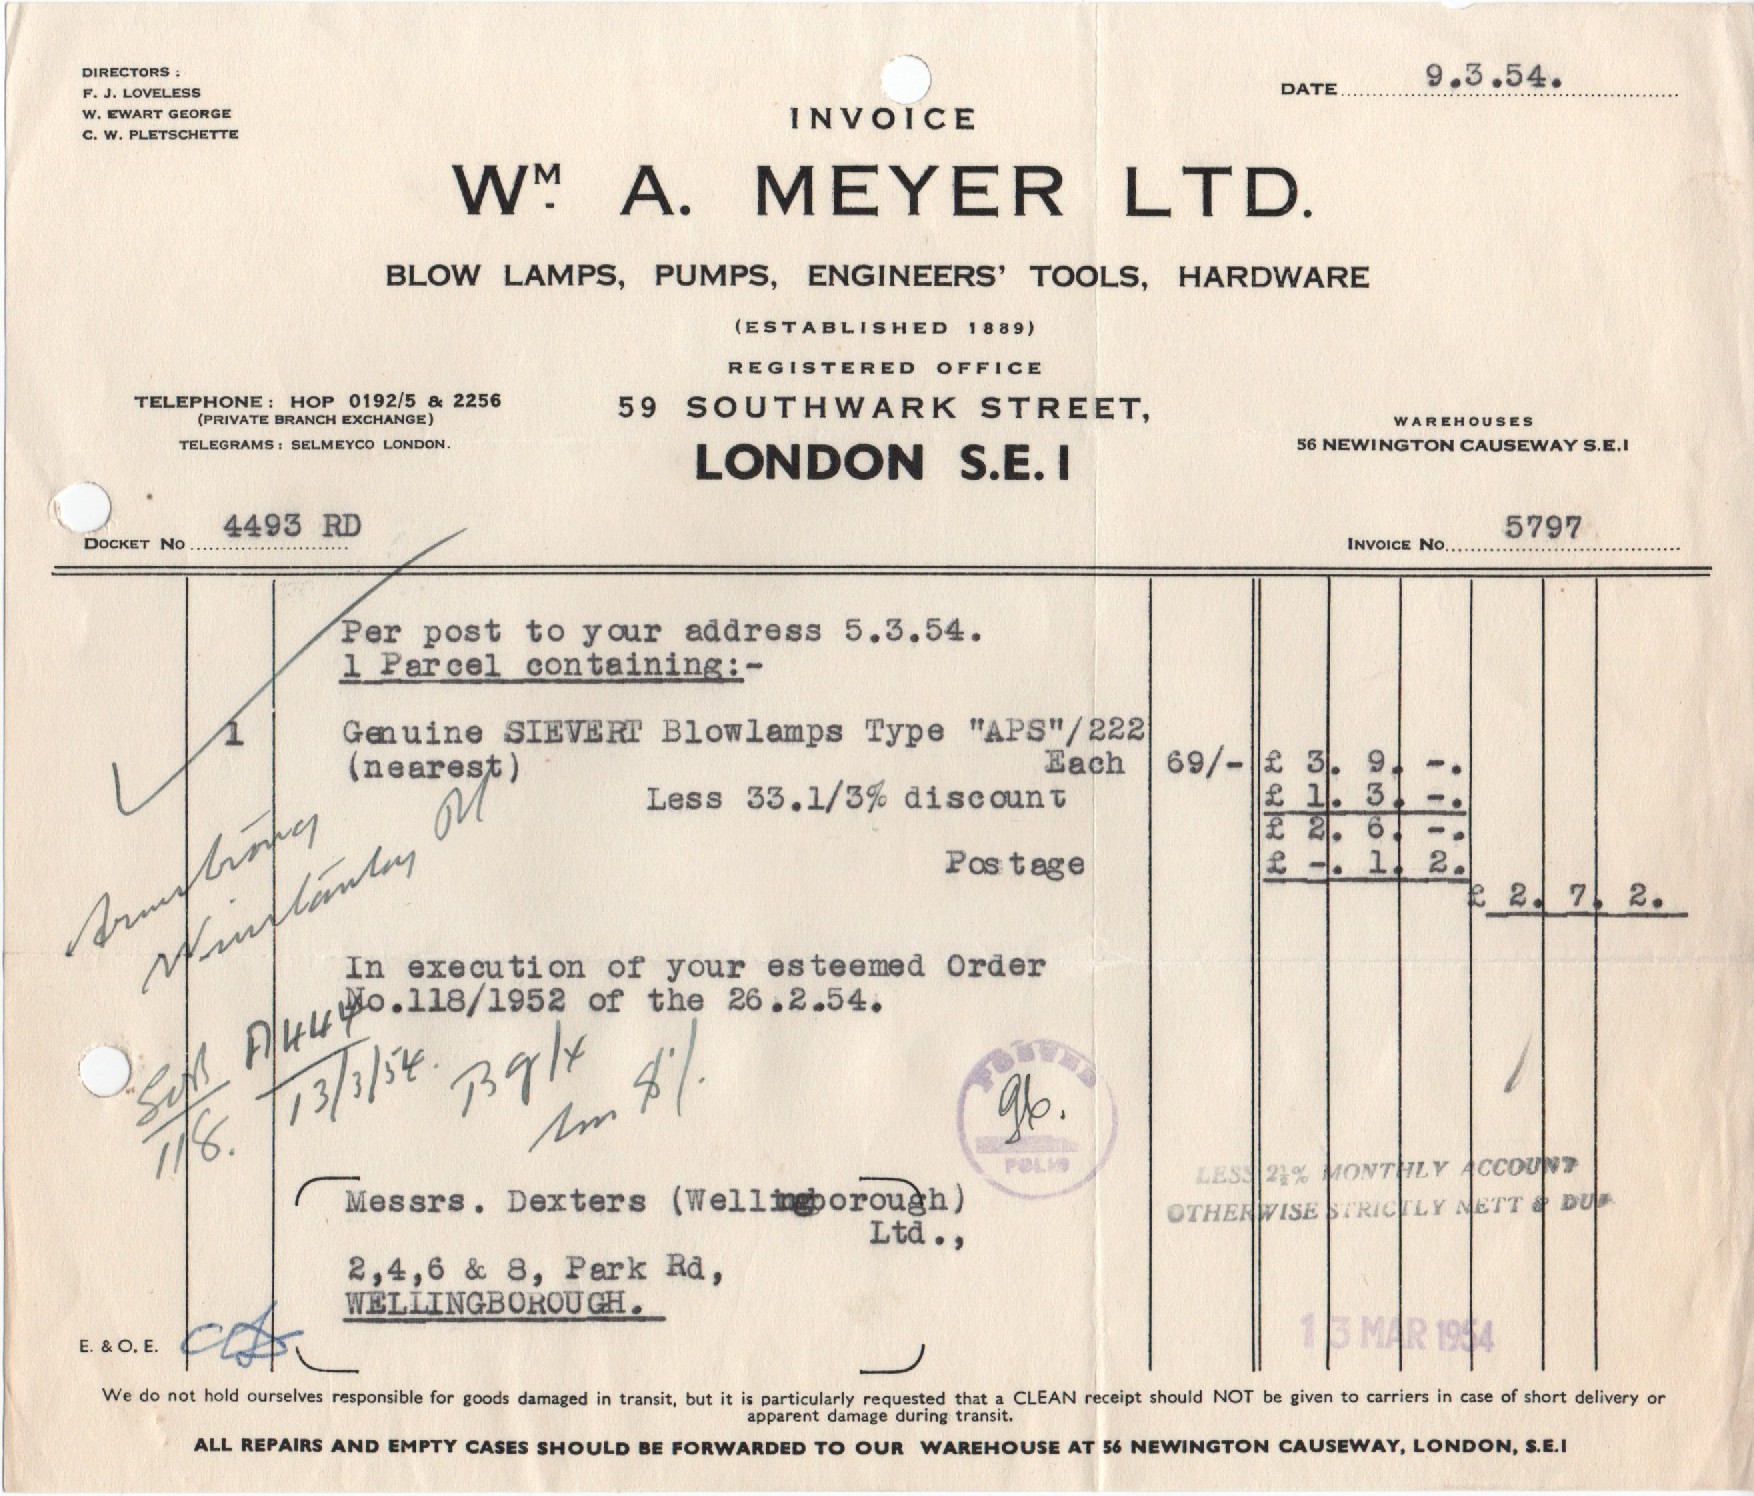 DIRECTORS :
F. J. LOVELESS
W. EWART GEORGE
C. W. PLETSCHETTE
DATE 9.3.54.
INVOICE
WM. A. MEYER LTD.
BLOW LAMPS, PUMPS, ENGINEERS' TOOLS, HARDWARE
(ESTABLISHED 1889)
REGISTERED OFFICE
59 SOUTHWARK STREET,
LONDON S.E.1
TELEPHONE: HOP 0192/5 & 2256
(PRIVATE BRANCH EXCHANGE)
TELEGRAMS: SELMEYCO LONDON.
WAREHOUSES
56 NEWINGTON CAUSEWAY S.E.1
DOCKET No 4493 RD
INVOICE No. 5797
Per post to your address 5.3.54.
1 Parcel containing:-
1 Genuine SIEVERT Blowlamps Type "APS"/222
(nearest) Each 69/- £ 3. 9. -.
Less 33.1/3% discount £ 1. 3. -.
£ 2. 6. -.
Postage £ -. 1. 2.
£ 2. 7. 2.
Armstrong
Winstanley Rd
In execution of your esteemed Order
No.118/1952 of the 26.2.54.
A444
13/3/54.
118.
POSTED
FOLIO
LESS 2½% MONTHLY ACCOUNT
OTHERWISE STRICTLY NETT & DUE
Messrs. Dexters (Wellingborough)
Ltd.,
2,4,6 & 8, Park Rd,
WELLINGBOROUGH.
13 MAR 1954
E. & O. E.
We do not hold ourselves responsible for goods damaged in transit, but it is particularly requested that a CLEAN receipt should NOT be given to carriers in case of short delivery or
apparent damage during transit.
ALL REPAIRS AND EMPTY CASES SHOULD BE FORWARDED TO OUR WAREHOUSE AT 56 NEWINGTON CAUSEWAY, LONDON, S.E.1